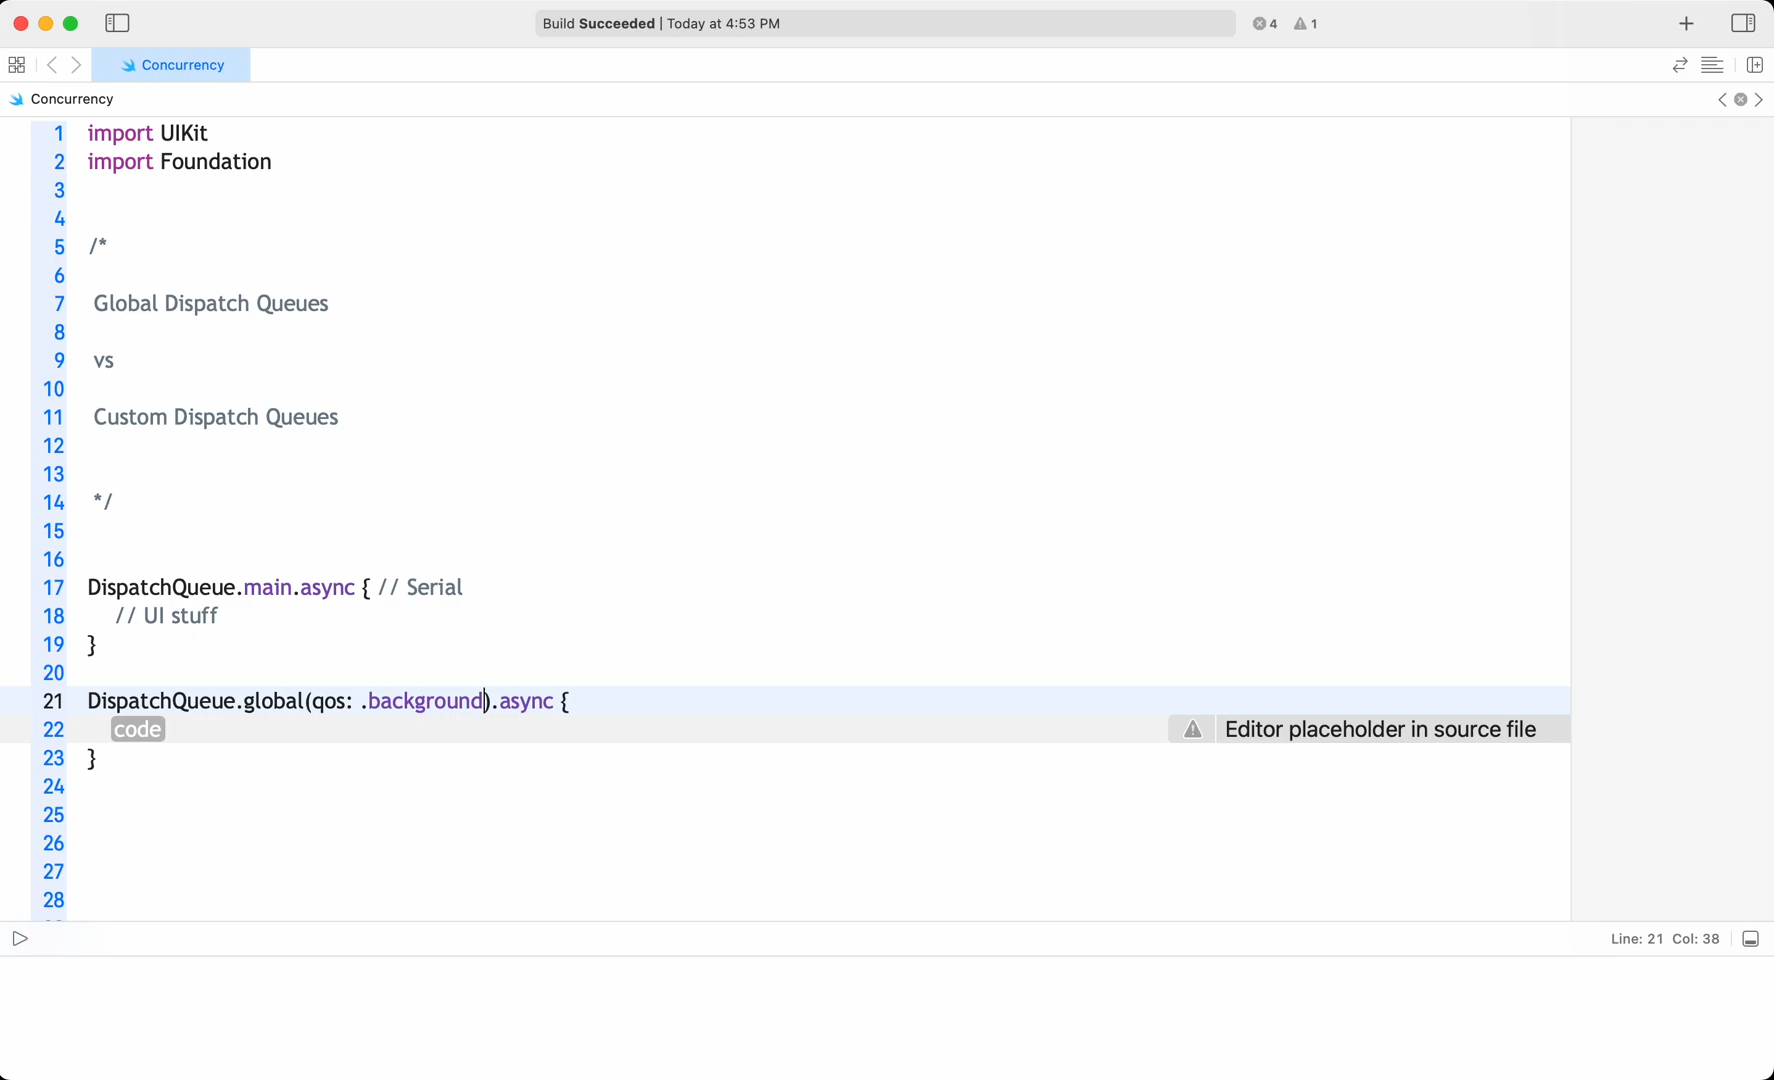 Build Succeeded | Today at 4:53 PM
4
1
Concurrency
Concurrency
1 import UIKit
2 import Foundation
3
4
5 /*
6
7 Global Dispatch Queues
8
9 vs
10
11 Custom Dispatch Queues
12
13
14 */
15
16
17 DispatchQueue.main.async { // Serial
18 // UI stuff
19 }
20
21 DispatchQueue.global(qos: .background).async {
22 code
Editor placeholder in source file
23 }
24
25
26
27
28
Line: 21 Col: 38